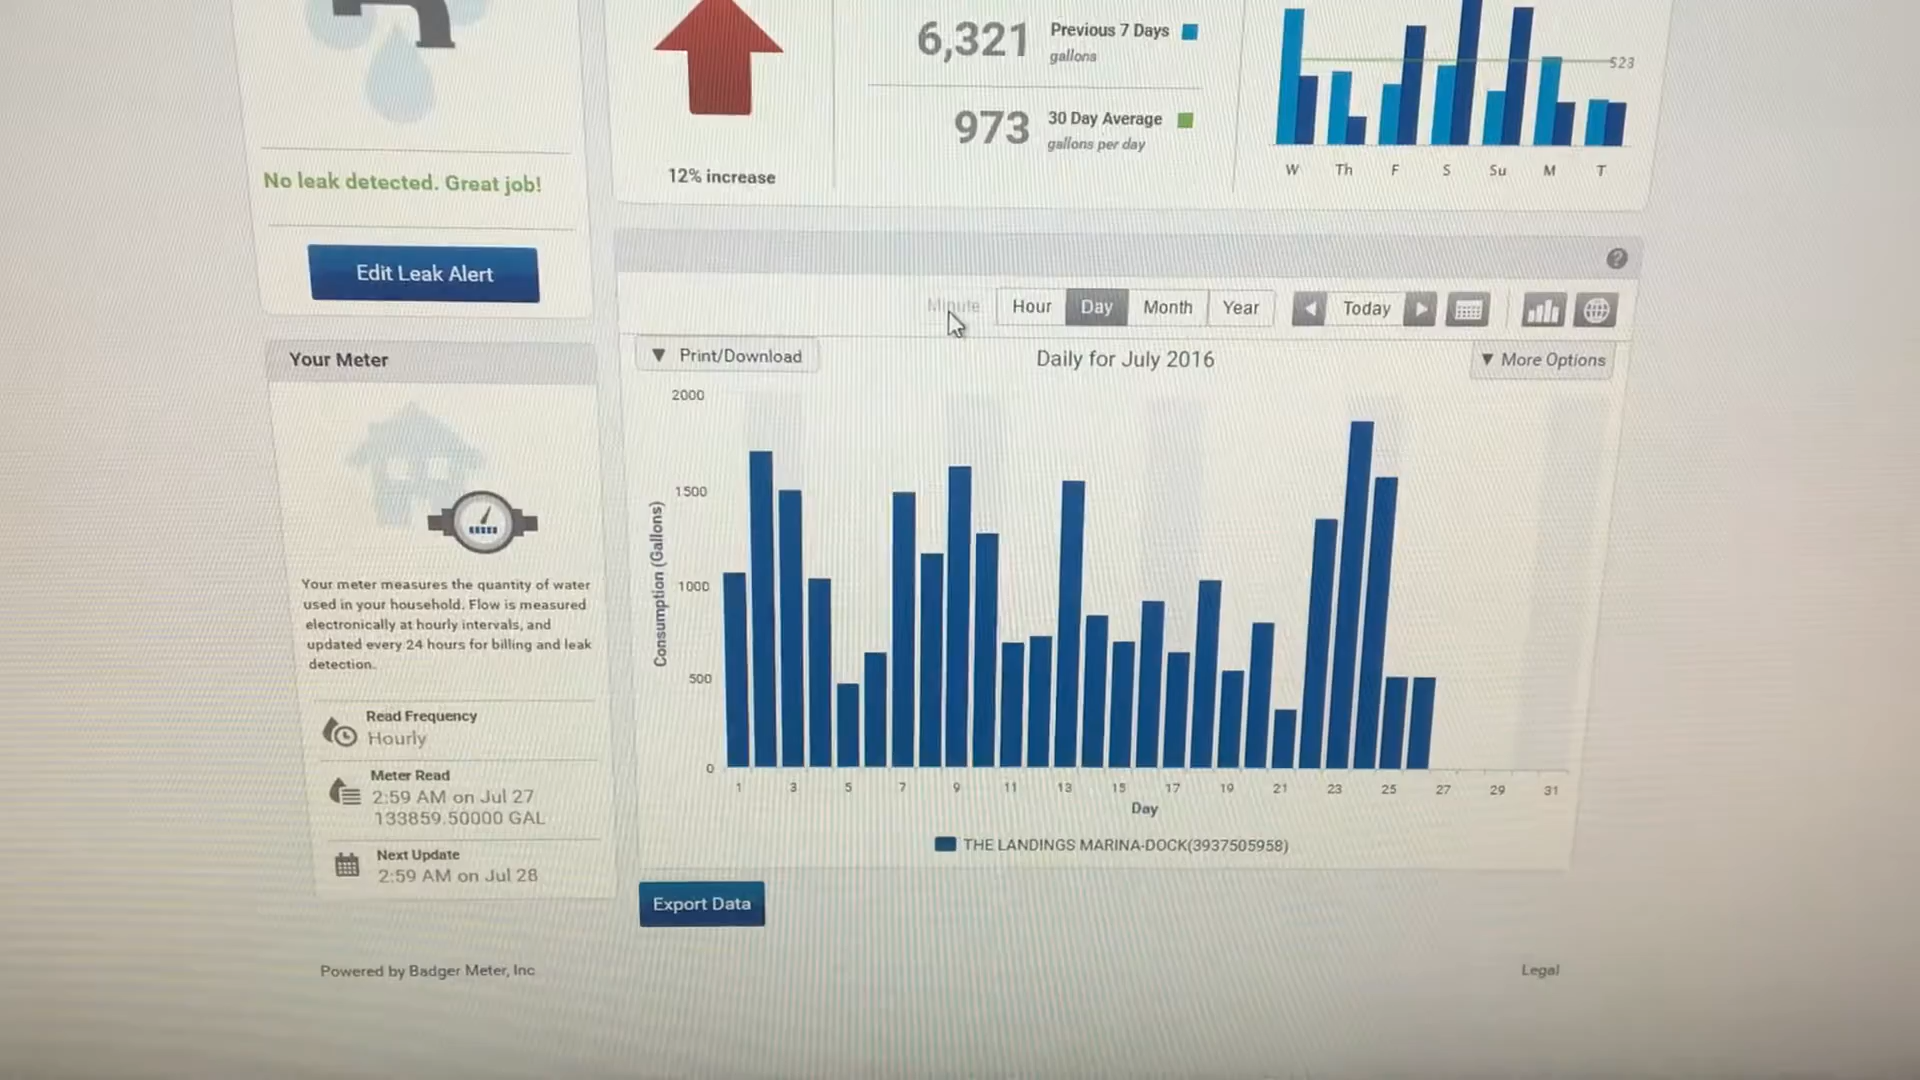 6,321
Previous 7 Days
gallons
973
30 Day Average
gallons per day
12% increase
523
W Th F S Su M T
No leak detected. Great job!
Edit Leak Alert
Minute Hour Day Month Year Today
Print/Download
Daily for July 2016
More Options
Your Meter
Your meter measures the quantity of water
used in your household. Flow is measured
electronically at hourly intervals, and
updated every 24 hours for billing and leak
detection.
Read Frequency
Hourly
Meter Read
2:59 AM on Jul 27
133859.50000 GAL
Next Update
2:59 AM on Jul 28
Consumption (Gallons)
2000
1500
1000
500
0
1 3 5 7 9 11 13 15 17 19 21 23 25 27 29 31
Day
THE LANDINGS MARINA-DOCK(3937505958)
Export Data
Powered by Badger Meter, Inc
Legal